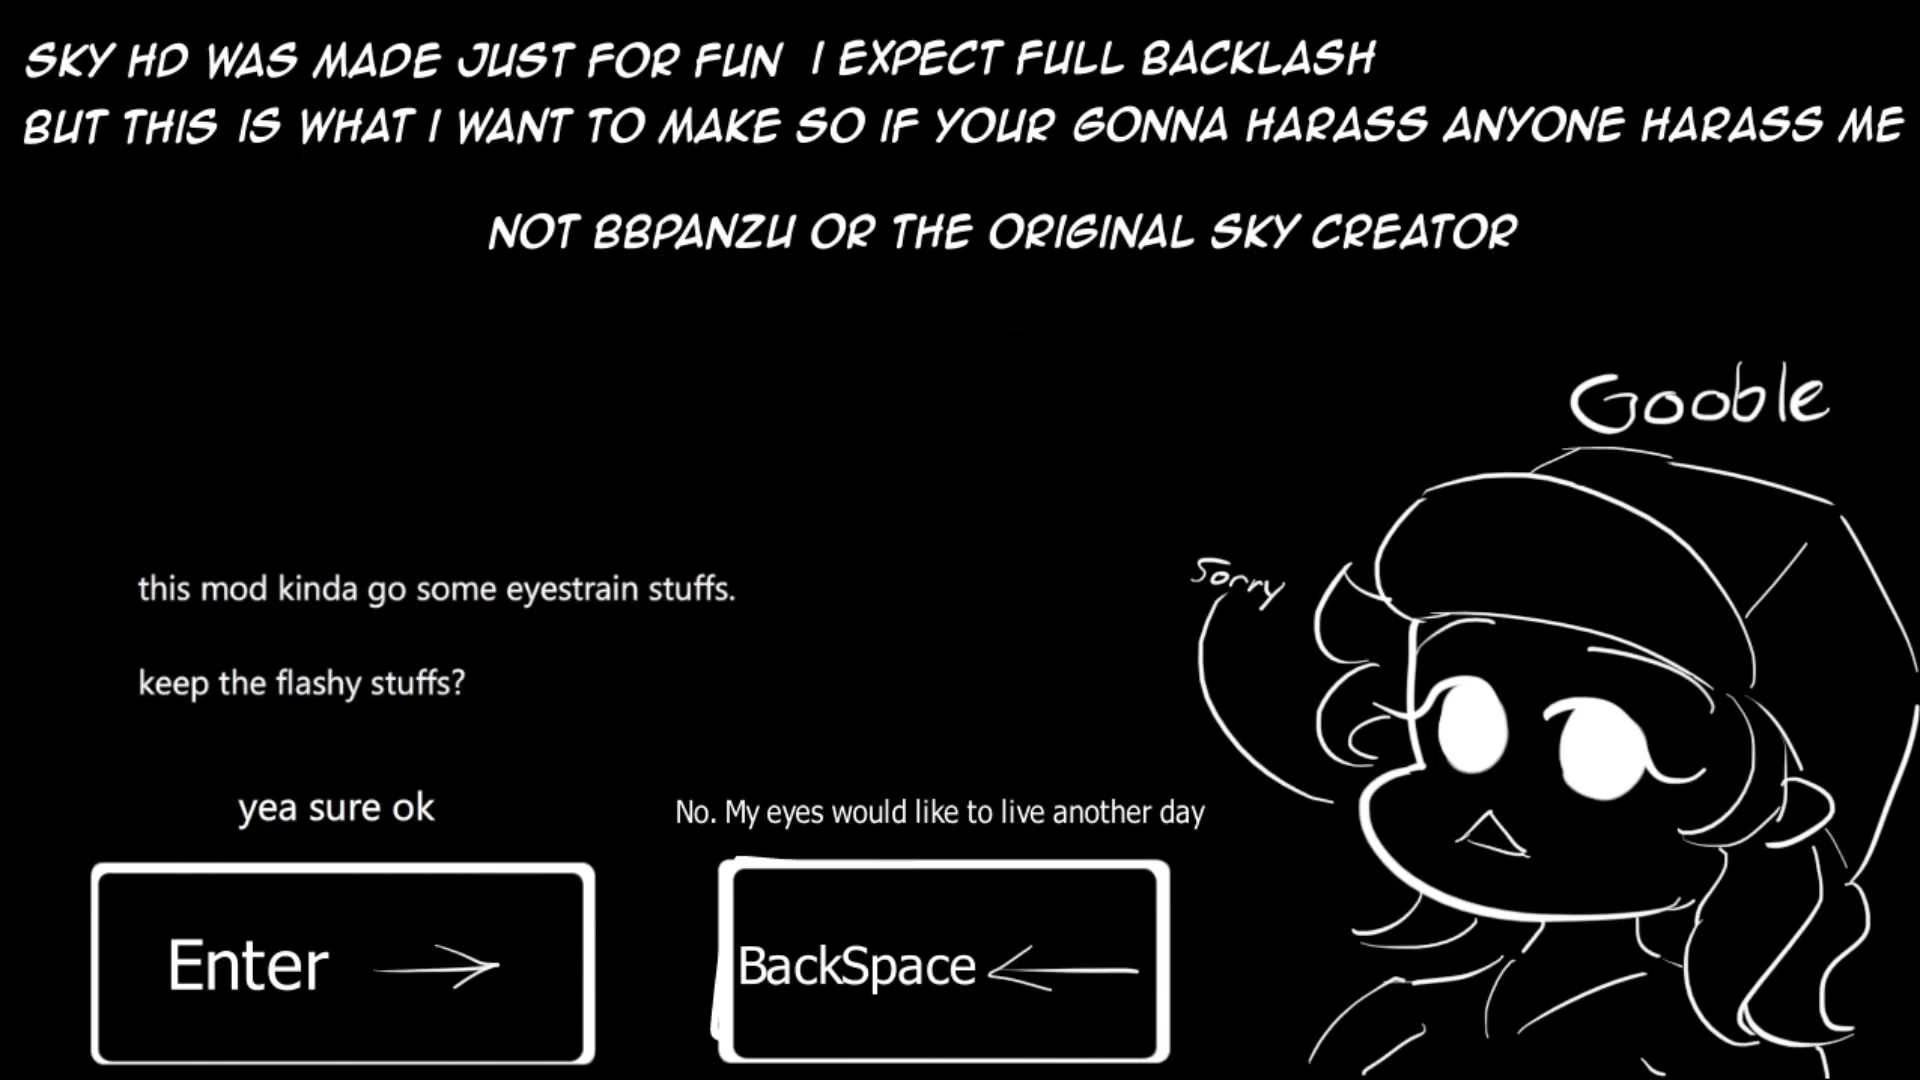 SKY HD WAS MADE JUST FOR FUN I EXPECT FULL BACKLASH
BUT THIS IS WHAT I WANT TO MAKE SO IF YOUR GONNA HARASS ANYONE HARASS ME
NOT BBPANZU OR THE ORIGINAL SKY CREATOR
Gooble
Sorry
this mod kinda go some eyestrain stuffs.
keep the flashy stuffs?
yea sure ok
No. My eyes would like to live another day
Enter
BackSpace